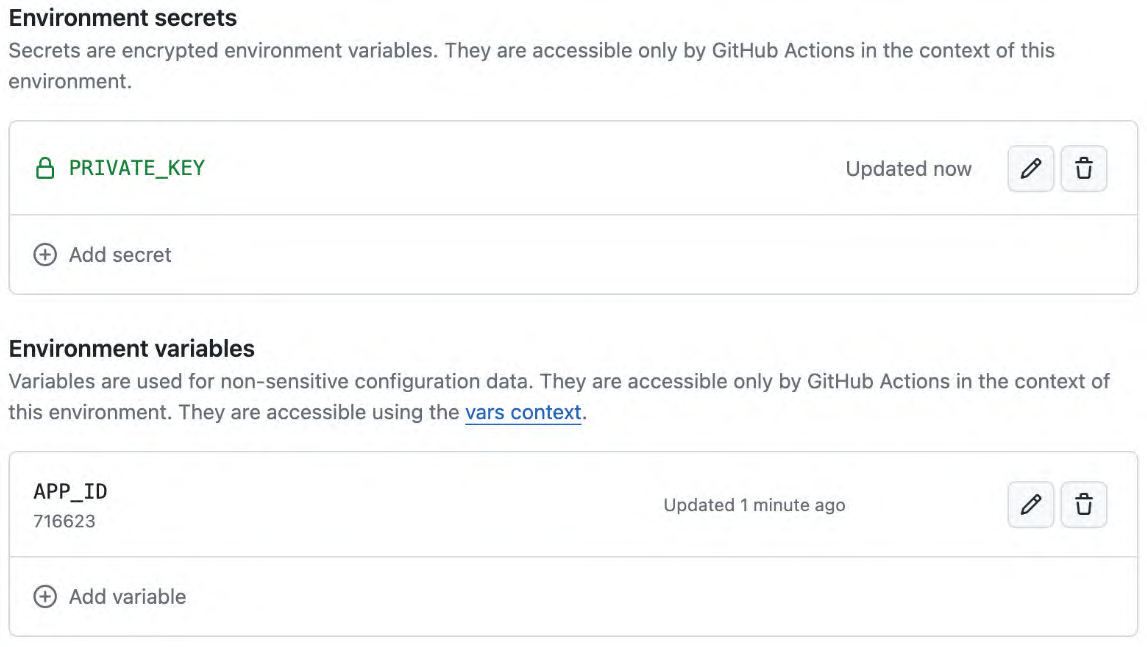 Environment secrets
Secrets are encrypted environment variables. They are accessible only by GitHub Actions in the context of this
environment.
PRIVATE_KEY
Updated now
Add secret
Environment variables
Variables are used for non-sensitive configuration data. They are accessible only by GitHub Actions in the context of
this environment. They are accessible using the vars context.
APP_ID
716623
Updated 1 minute ago
Add variable